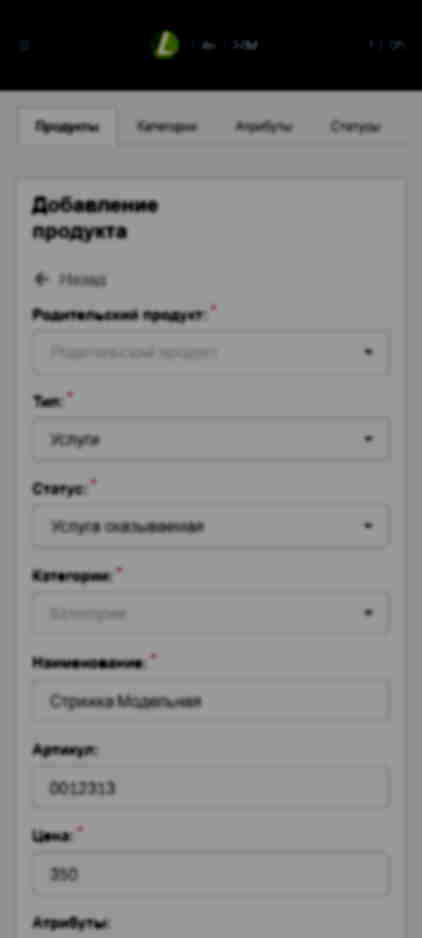 Продукты Категории Атрибуты Статусы
Добавление
продукта
Назад
Родительский продукт: *
Родительский продукт
Тип: *
Услуга
Статус: *
Услуга оказываемая
Категории: *
Категории
Наименование: *
Стрижка Модельная
Артикул:
0012313
Цена: *
350
Атрибуты: